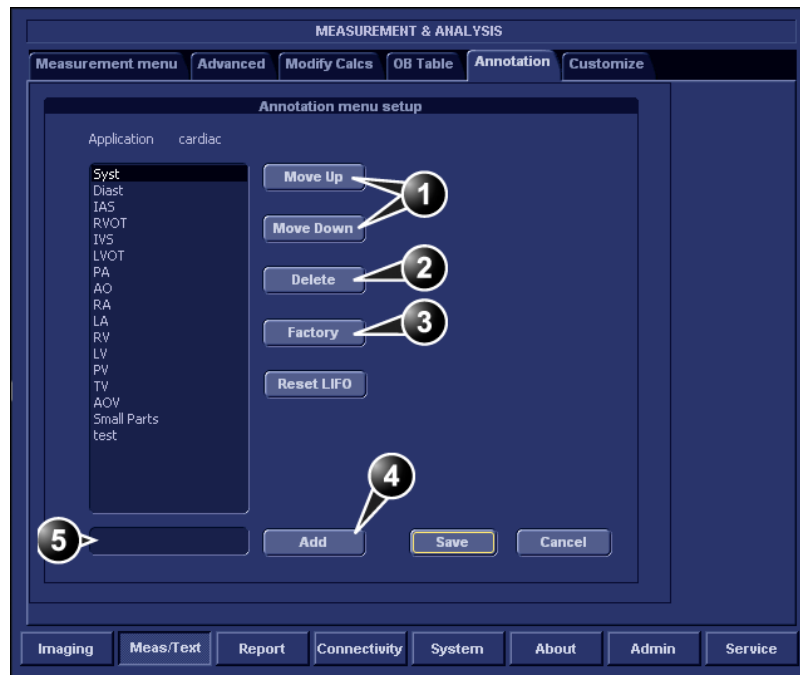 MEASUREMENT & ANALYSIS
Measurement menu Advanced Modify Calcs OB Table Annotation Customize
Annotation menu setup
Application cardiac
Syst
Diast
IAS
RVOT
IVS
LVOT
PA
AO
RA
LA
RV
LV
PV
TV
AOV
Small Parts
test
Move Up
1
Move Down
Delete
2
Factory
3
Reset LIFO
4
5
Add
Save
Cancel
Imaging Meas/Text Report Connectivity System About Admin Service